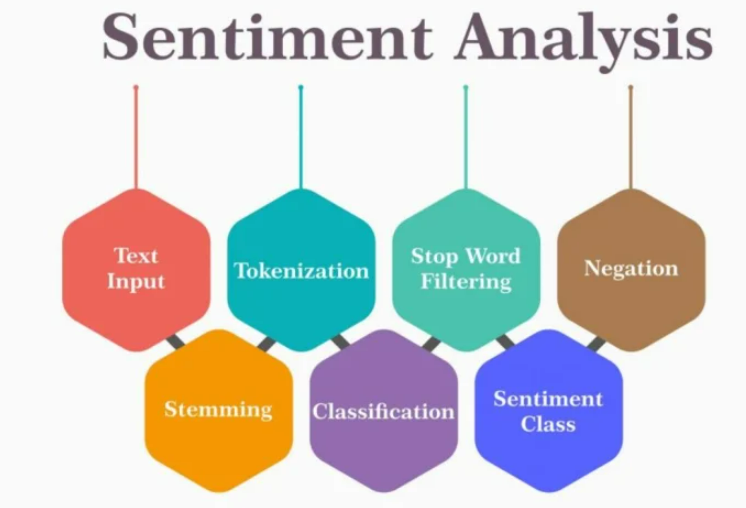 Sentiment Analysis
Text
Input
Tokenization
Stop Word
Filtering
Negation
Stemming
Classification
Sentiment
Class